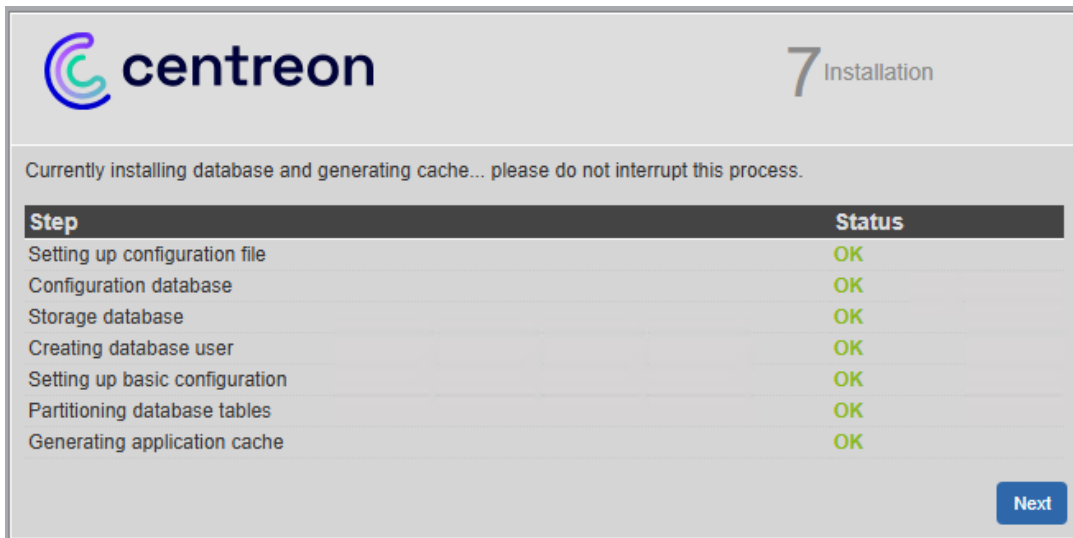 centreon
7 Installation
Currently installing database and generating cache... please do not interrupt this process.
Step Status
Setting up configuration file OK
Configuration database OK
Storage database OK
Creating database user OK
Setting up basic configuration OK
Partitioning database tables OK
Generating application cache OK
Next